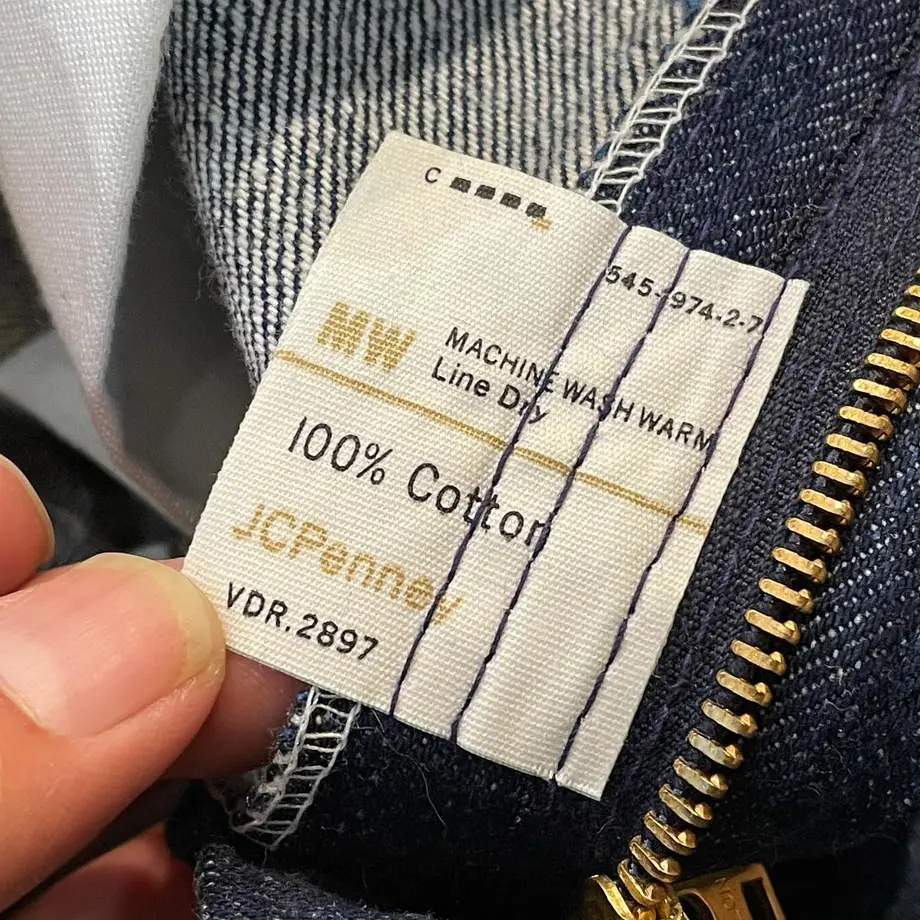 C
545-974-2-7
MW MACHINE WASH WARM
Line Dry
100% Cotton
JCPenney
VDR.2897